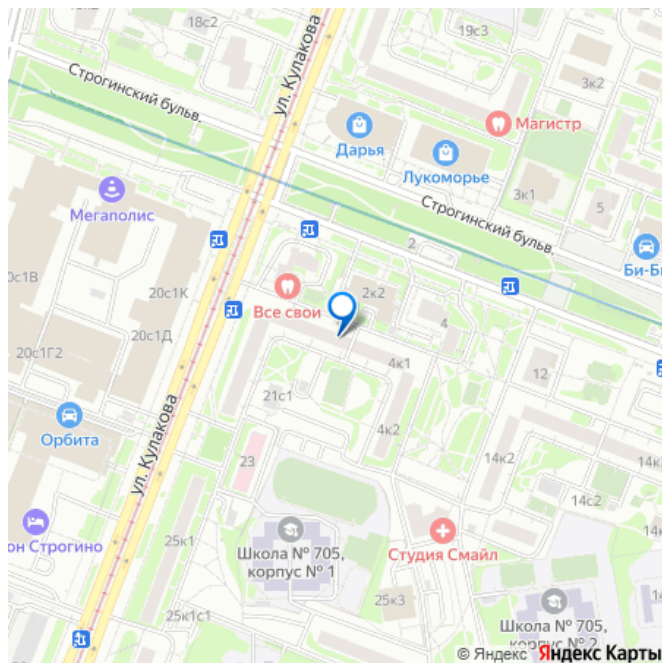 18с2
19с3
ул. Кулакова
Строгинский бульв.
3к2
Магистр
Дарья
Лукоморье
Мегаполис
3к1
5
Строгинский бульв.
2
Би-Б
20с1В
20с1К
2к2
Все свои
4
20с1Д
20с1Г2
4к1
12
21с1
Орбита
ул. Кулакова
4к2
23
14к2
14с2
он Строгино
25к1
Школа № 705,
корпус № 1
Студия Смайл
25к3
25к1с1
Школа № 705,
корпус № 2
14
© Яндекс Яндекс Карты